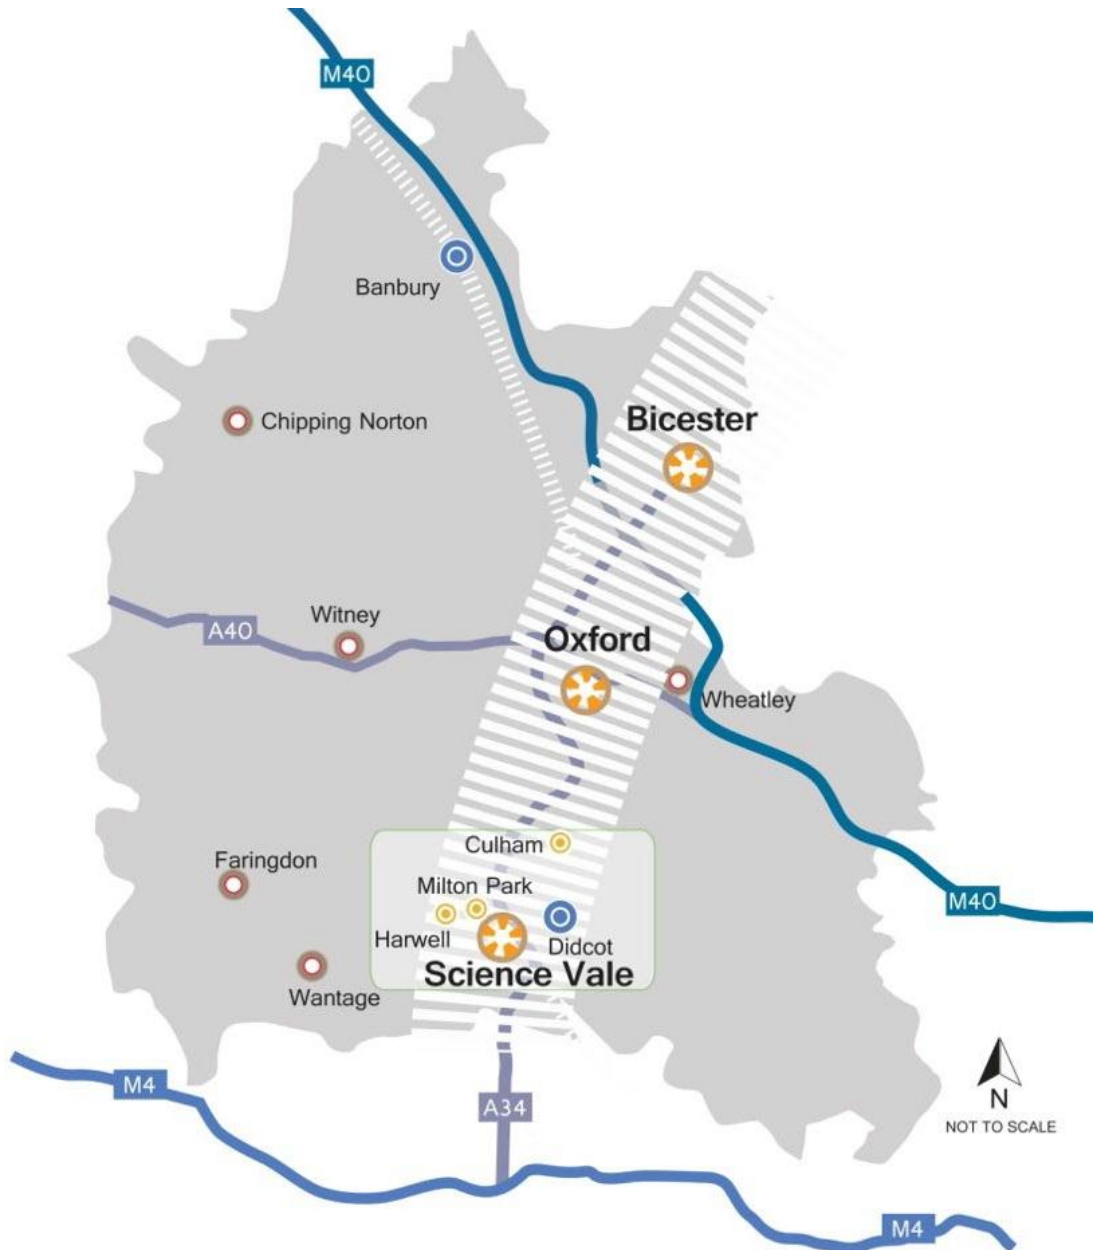 M40
Banbury
Bicester
Chipping Norton
Witney
A40
Oxford
Wheatley
Culham
Faringdon
Milton Park
M40
Harwell
Didcot
Science Vale
Wantage
M4
A34
N
NOT TO SCALE
M4